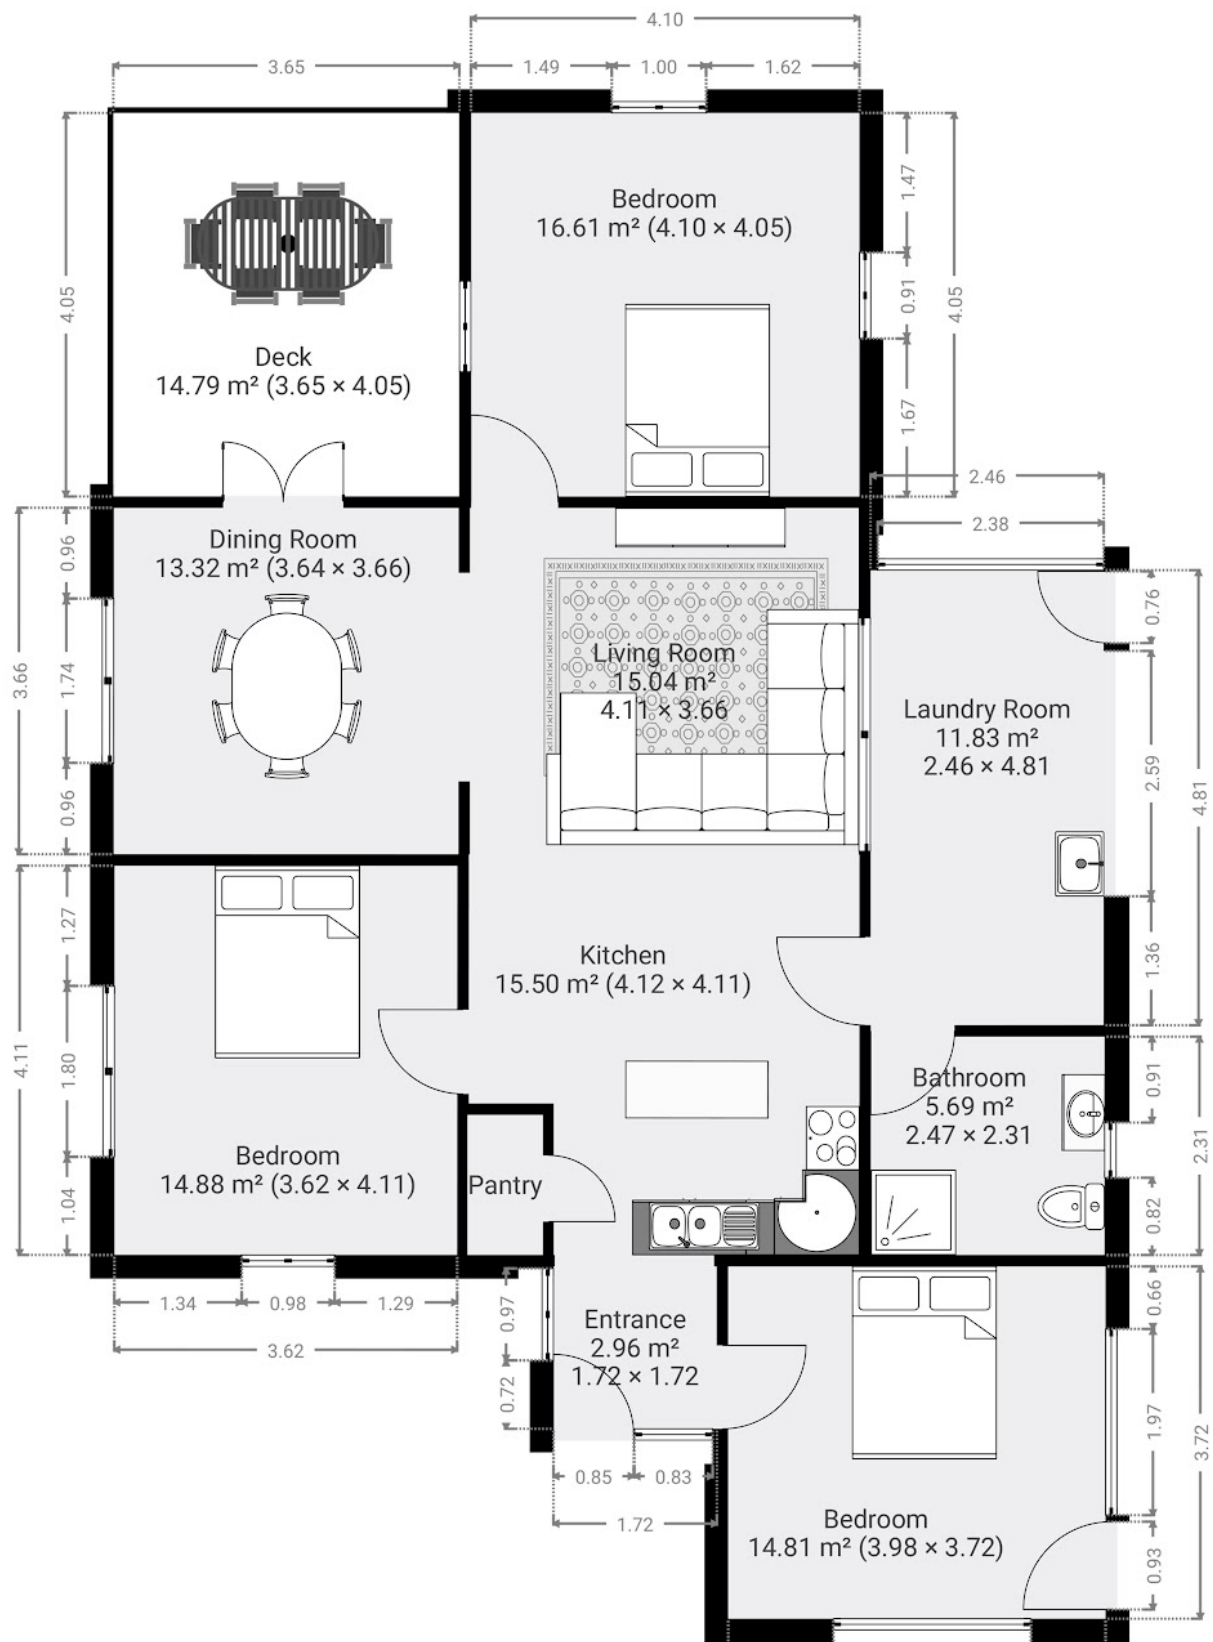 4.10
3.65
1.49
1.00
1.62
4.05
1.47
0.91
1.67
4.05
Bedroom
16.61 m² (4.10 × 4.05)
Deck
14.79 m² (3.65 × 4.05)
2.46
2.38
Dining Room
13.32 m² (3.64 × 3.66)
0.96
1.74
0.96
3.66
Living Room
15.04 m²
4.11 × 3.66
Laundry Room
11.83 m²
2.46 × 4.81
0.76
2.59
1.36
4.81
Kitchen
15.50 m² (4.12 × 4.11)
1.27
1.80
1.04
4.11
Bedroom
14.88 m² (3.62 × 4.11)
Pantry
Bathroom
5.69 m²
2.47 × 2.31
0.91
0.82
2.31
1.34
0.98
1.29
3.62
0.97
0.72
Entrance
2.96 m²
1.72 × 1.72
0.85
0.83
1.72
Bedroom
14.81 m² (3.98 × 3.72)
0.66
1.97
0.93
3.72